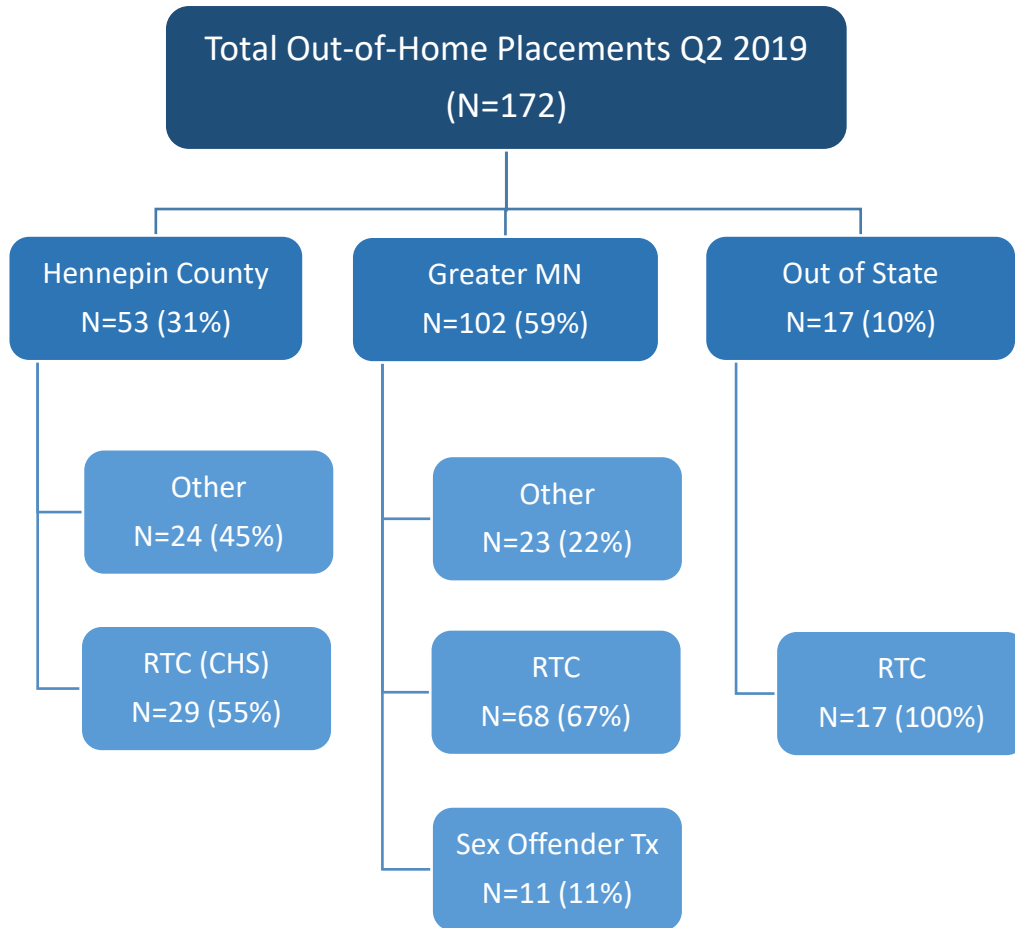 Total Out-of-Home Placements Q2 2019
(N=172)
Hennepin County
N=53 (31%)
Greater MN
N=102 (59%)
Out of State
N=17 (10%)
Other
N=24 (45%)
RTC (CHS)
N=29 (55%)
Other
N=23 (22%)
RTC
N=68 (67%)
Sex Offender Tx
N=11 (11%)
RTC
N=17 (100%)